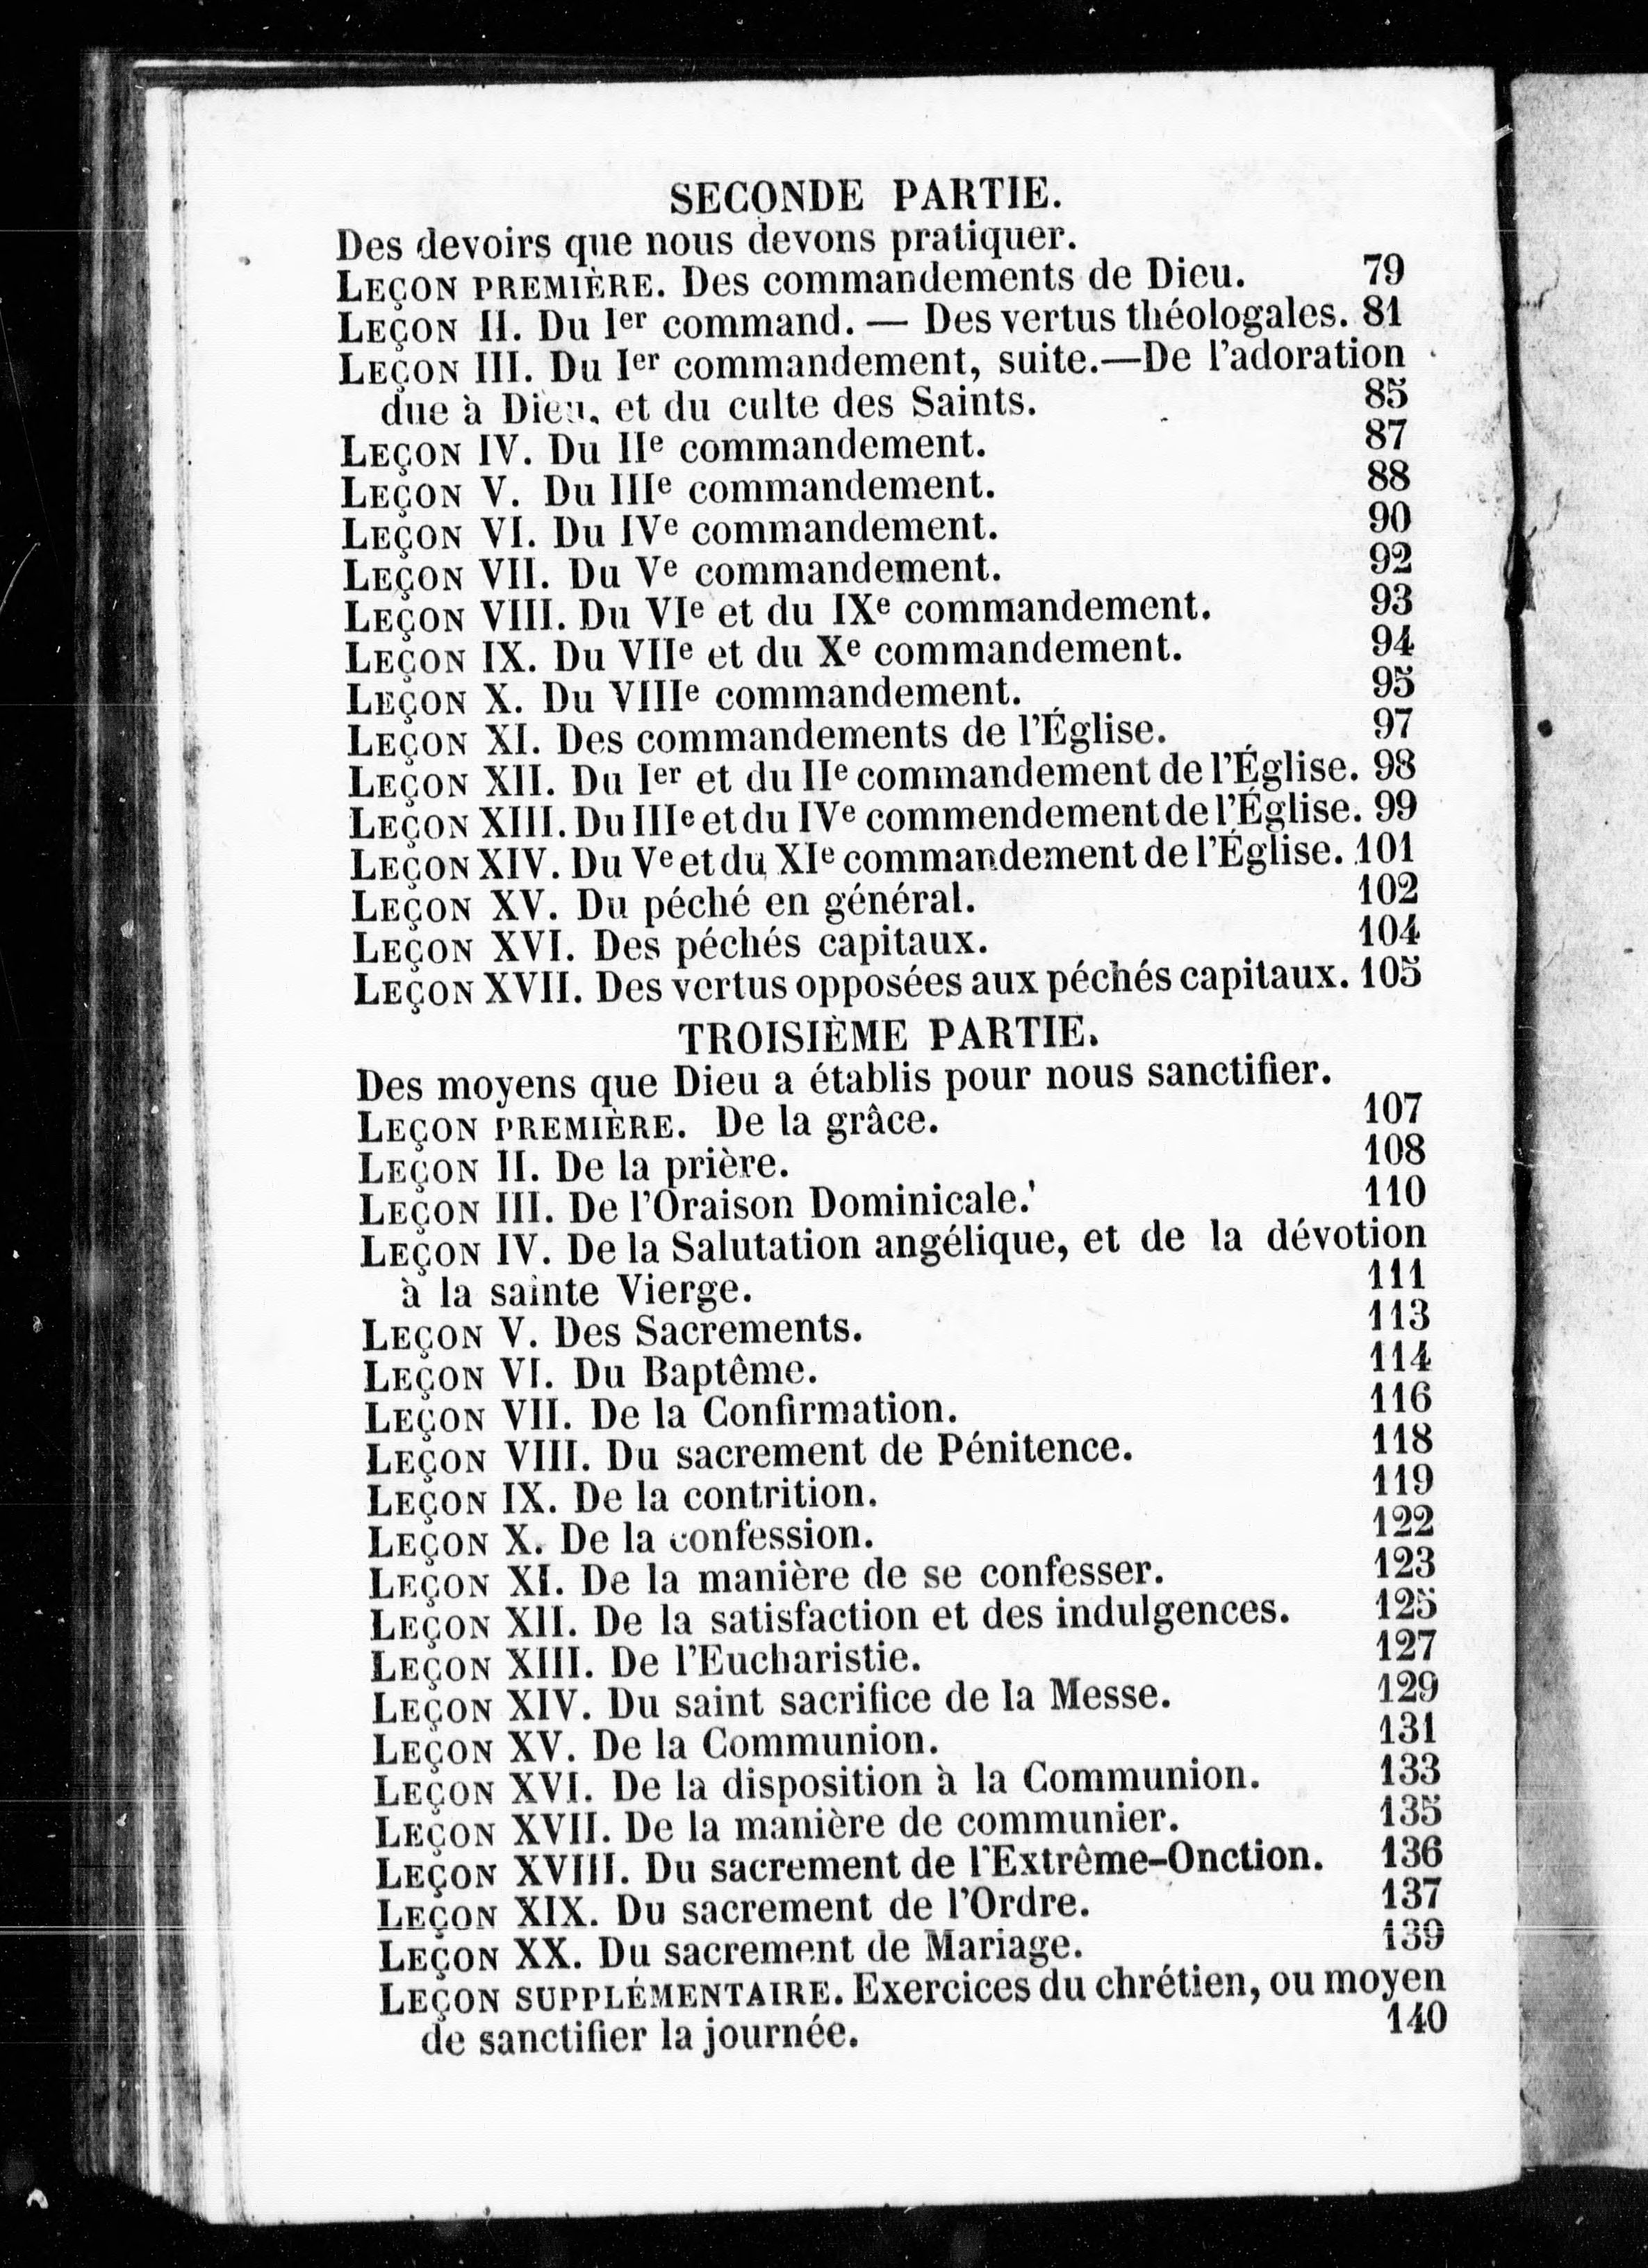 SECONDE PARTIE.
Des devoirs que nous devons pratiquer.
LEÇON PREMIÈRE. Des commandements de Dieu. 79
LEÇON II. Du Ier command. — Des vertus théologales. 81
LEÇON III. Du Ier commandement, suite.—De l'adoration
due à Dieu, et du culte des Saints. 85
LEÇON IV. Du IIe commandement. 87
LEÇON V. Du IIIe commandement. 88
LEÇON VI. Du IVe commandement. 90
LEÇON VII. Du Ve commandement. 92
LEÇON VIII. Du VIe et du IXe commandement. 93
LEÇON IX. Du VIIe et du Xe commandement. 94
LEÇON X. Du VIIIe commandement. 95
LEÇON XI. Des commandements de l'Église. 97
LEÇON XII. Du Ier et du IIe commandement de l'Église. 98
LEÇON XIII. Du IIIe et du IVe commendement de l'Église. 99
LEÇON XIV. Du Ve et du XIe commandement de l'Église. 101
LEÇON XV. Du péché en général. 102
LEÇON XVI. Des péchés capitaux. 104
LEÇON XVII. Des vertus opposées aux péchés capitaux. 105
TROISIÈME PARTIE.
Des moyens que Dieu a établis pour nous sanctifier.
LEÇON PREMIÈRE. De la grâce. 107
LEÇON II. De la prière. 108
LEÇON III. De l'Oraison Dominicale. 110
LEÇON IV. De la Salutation angélique, et de la dévotion
à la sainte Vierge. 111
LEÇON V. Des Sacrements. 113
LEÇON VI. Du Baptême. 114
LEÇON VII. De la Confirmation. 116
LEÇON VIII. Du sacrement de Pénitence. 118
LEÇON IX. De la contrition. 119
LEÇON X. De la confession. 122
LEÇON XI. De la manière de se confesser. 123
LEÇON XII. De la satisfaction et des indulgences. 125
LEÇON XIII. De l'Eucharistie. 127
LEÇON XIV. Du saint sacrifice de la Messe. 129
LEÇON XV. De la Communion. 131
LEÇON XVI. De la disposition à la Communion. 133
LEÇON XVII. De la manière de communier. 135
LEÇON XVIII. Du sacrement de l'Extrême-Onction. 136
LEÇON XIX. Du sacrement de l'Ordre. 137
LEÇON XX. Du sacrement de Mariage. 139
LEÇON SUPPLÉMENTAIRE. Exercices du chrétien, ou moyen
de sanctifier la journée. 140